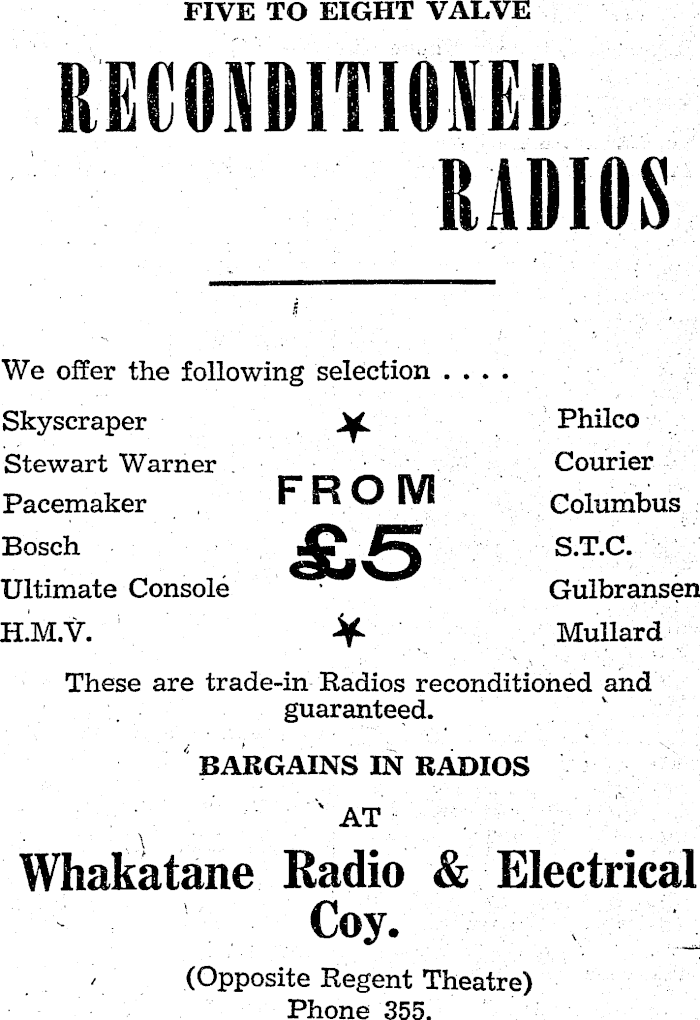 FIVE TO EIGHT VALVE
RECONDITIONED
RADIOS
We offer the following selection . . . .
Skyscraper
Stewart Warner
Pacemaker
Bosch
Ultimate Console
H.M.V.
FROM
£5
Philco
Courier
Columbus
S.T.C.
Gulbransen
Mullard
These are trade-in Radios reconditioned and
guaranteed.
BARGAINS IN RADIOS
AT
Whakatane Radio & Electrical
Coy.
(Opposite Regent Theatre)
Phone 355.